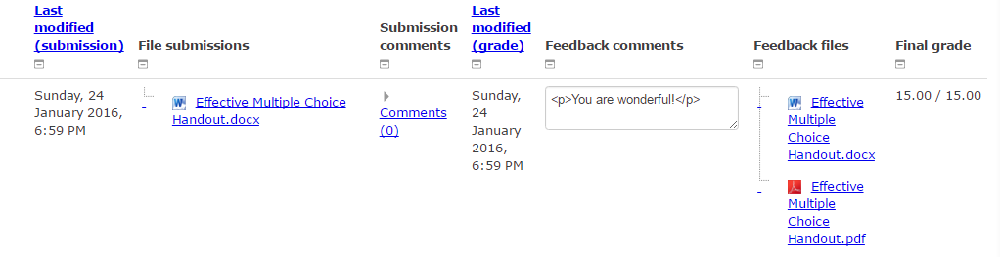 Last
modified
(submission)
File submissions
Submission
comments
Last
modified
(grade)
Feedback comments
Feedback files
Final grade
Sunday, 24
January 2016,
6:59 PM
Effective Multiple Choice
Handout.docx
Comments
(0)
Sunday,
24
January
2016,
6:59 PM
<p>You are wonderful!</p>
Effective
Multiple
Choice
Handout.docx
Effective
Multiple
Choice
Handout.pdf
15.00 / 15.00